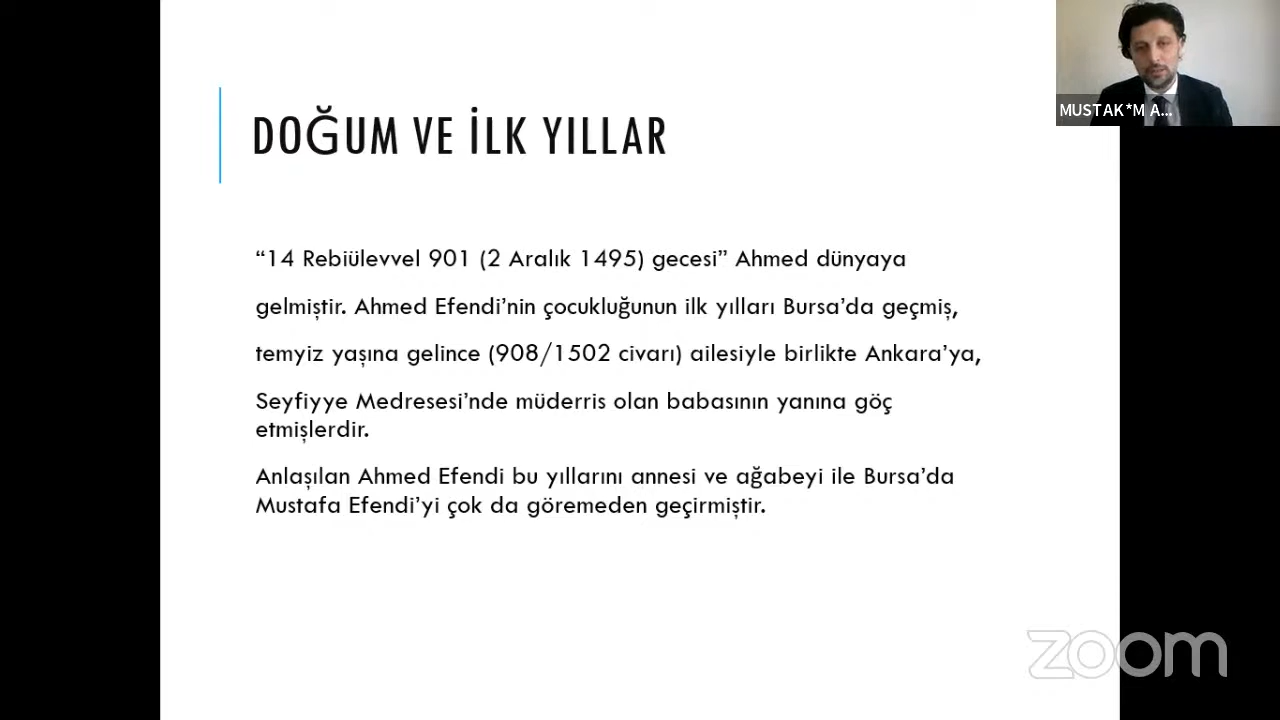 DOĞUM VE İLK YILLAR
“14 Rebiülevvel 901 (2 Aralık 1495) gecesi” Ahmed dünyaya
gelmiştir. Ahmed Efendi’nin çocukluğunun ilk yılları Bursa’da geçmiş,
temyiz yaşına gelince (908/1502 civarı) ailesiyle birlikte Ankara’ya,
Seyfiyye Medresesi’nde müderris olan babasının yanına göç
etmişlerdir.
Anlaşılan Ahmed Efendi bu yıllarını annesi ve ağabeyi ile Bursa’da
Mustafa Efendi’yi çok da göremeden geçirmiştir.
MUSTAK*M A...
zoom